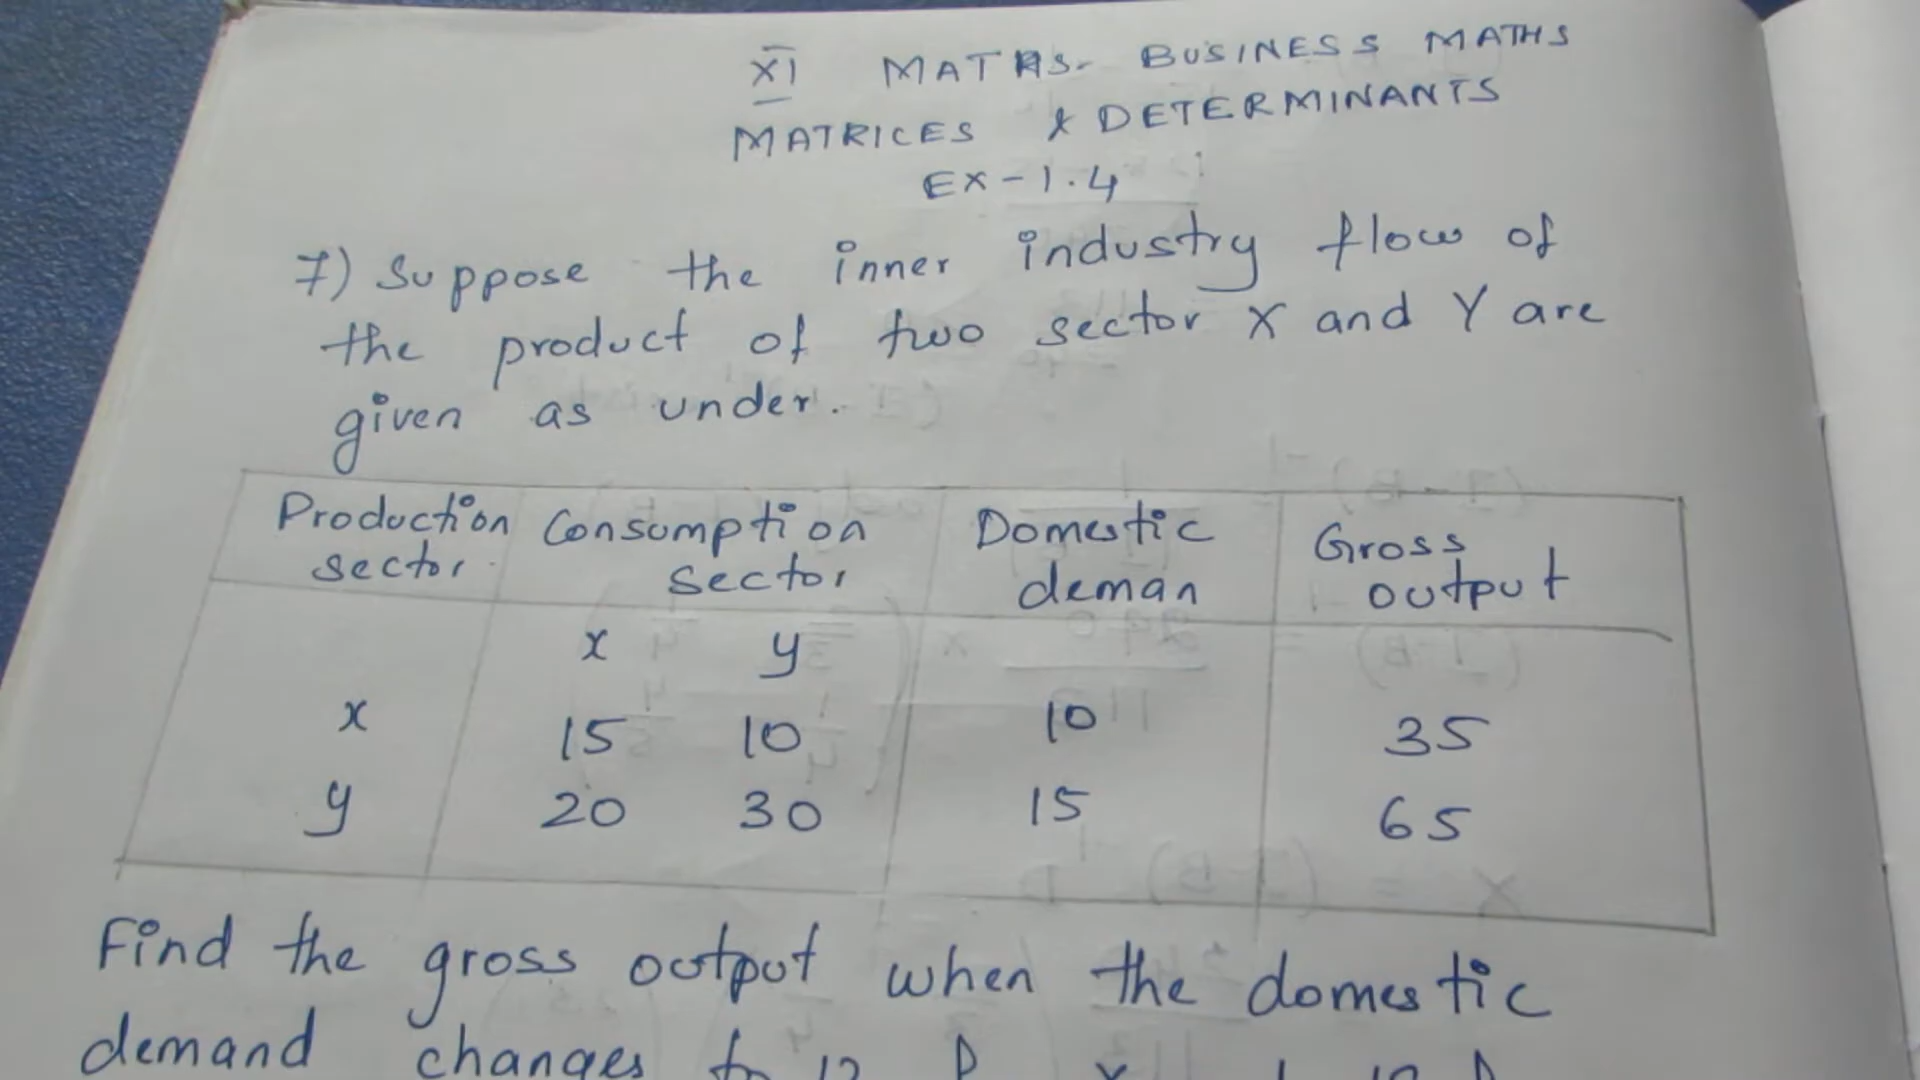 XI MATHS- BUSINESS MATHS
MATRICES & DETERMINANTS
EX-1.4
7) Suppose the inner industry flow of
the product of two sector X and Y are
given as under.
Production sector Consumption sector Domestic deman Gross output
x y
x 15 10 10 35
y 20 30 15 65
Find the gross output when the domestic
demand changes to 12